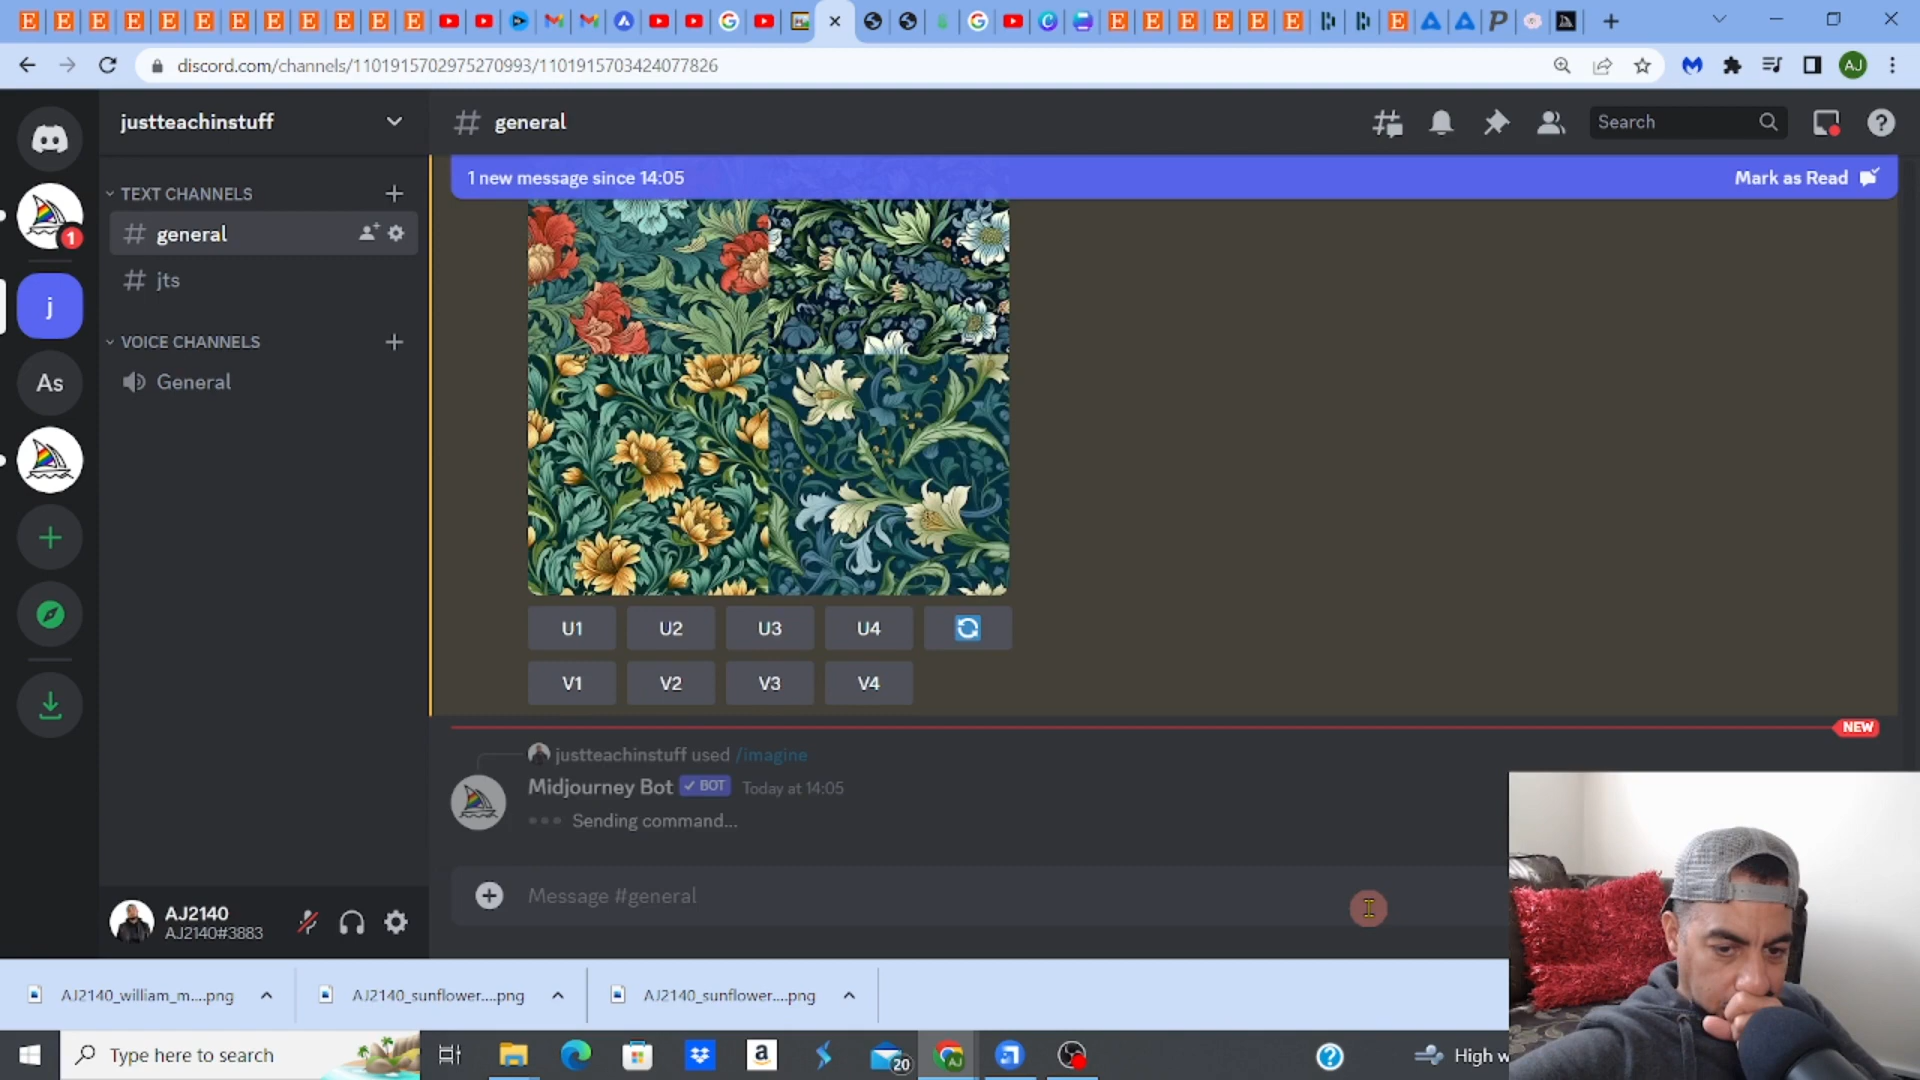 discord.com/channels/1101915702975270993/1101915703424077826
AJ
justteachinstuff
general
Search
1 new message since 14:05
Mark as Read
TEXT CHANNELS
general
jts
VOICE CHANNELS
General
1
j
As
U1
U2
U3
U4
V1
V2
V3
V4
NEW
justteachinstuff used /imagine
Midjourney Bot
BOT
Today at 14:05
Sending command...
Message #general
AJ2140
AJ2140#3883
AJ2140_william_m....png
AJ2140_sunflower....png
AJ2140_sunflower....png
Type here to search
20
High w